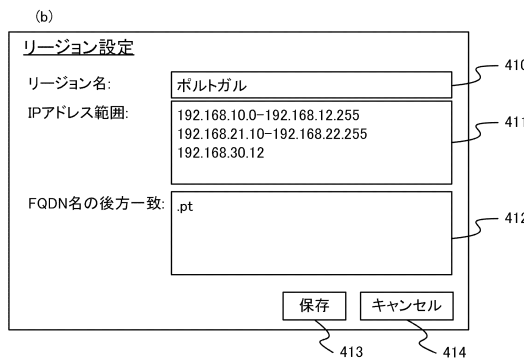 (b)
リージョン設定
リージョン名: ポルトガル 410
IPアドレス範囲: 192.168.10.0-192.168.12.255
192.168.21.10-192.168.22.255 411
192.168.30.12
FQDN名の後方一致: .pt
412
保存 キャンセル
413 414